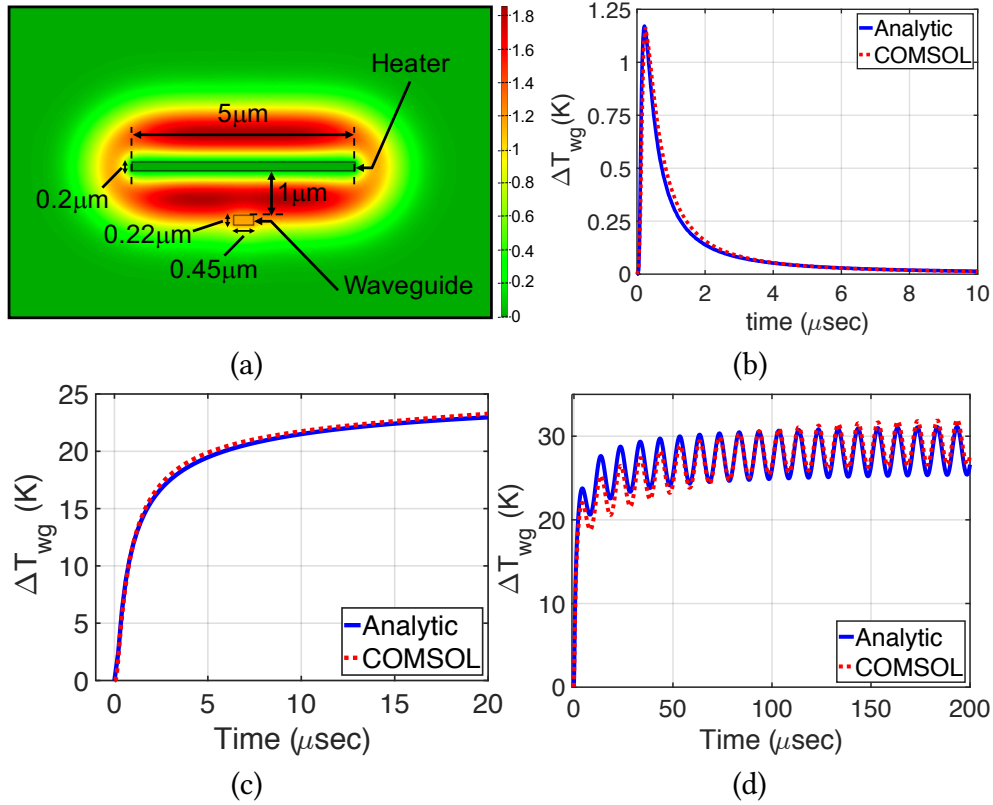 Heater
5μm
1μm
0.2μm
0.22μm
0.45μm
Waveguide
1.8
1.6
1.4
1.2
1
0.8
0.6
0.4
0.2
0
(a)
1.25
1
0.75
0.5
0.25
0
ΔT_wg(K)
Analytic
COMSOL
0 2 4 6 8 10
time (μsec)
(b)
25
20
15
10
5
0
ΔT_wg (K)
Analytic
COMSOL
0 5 10 15 20
Time (μsec)
(c)
30
20
10
0
ΔT_wg (K)
Analytic
COMSOL
0 50 100 150 200
Time (μsec)
(d)